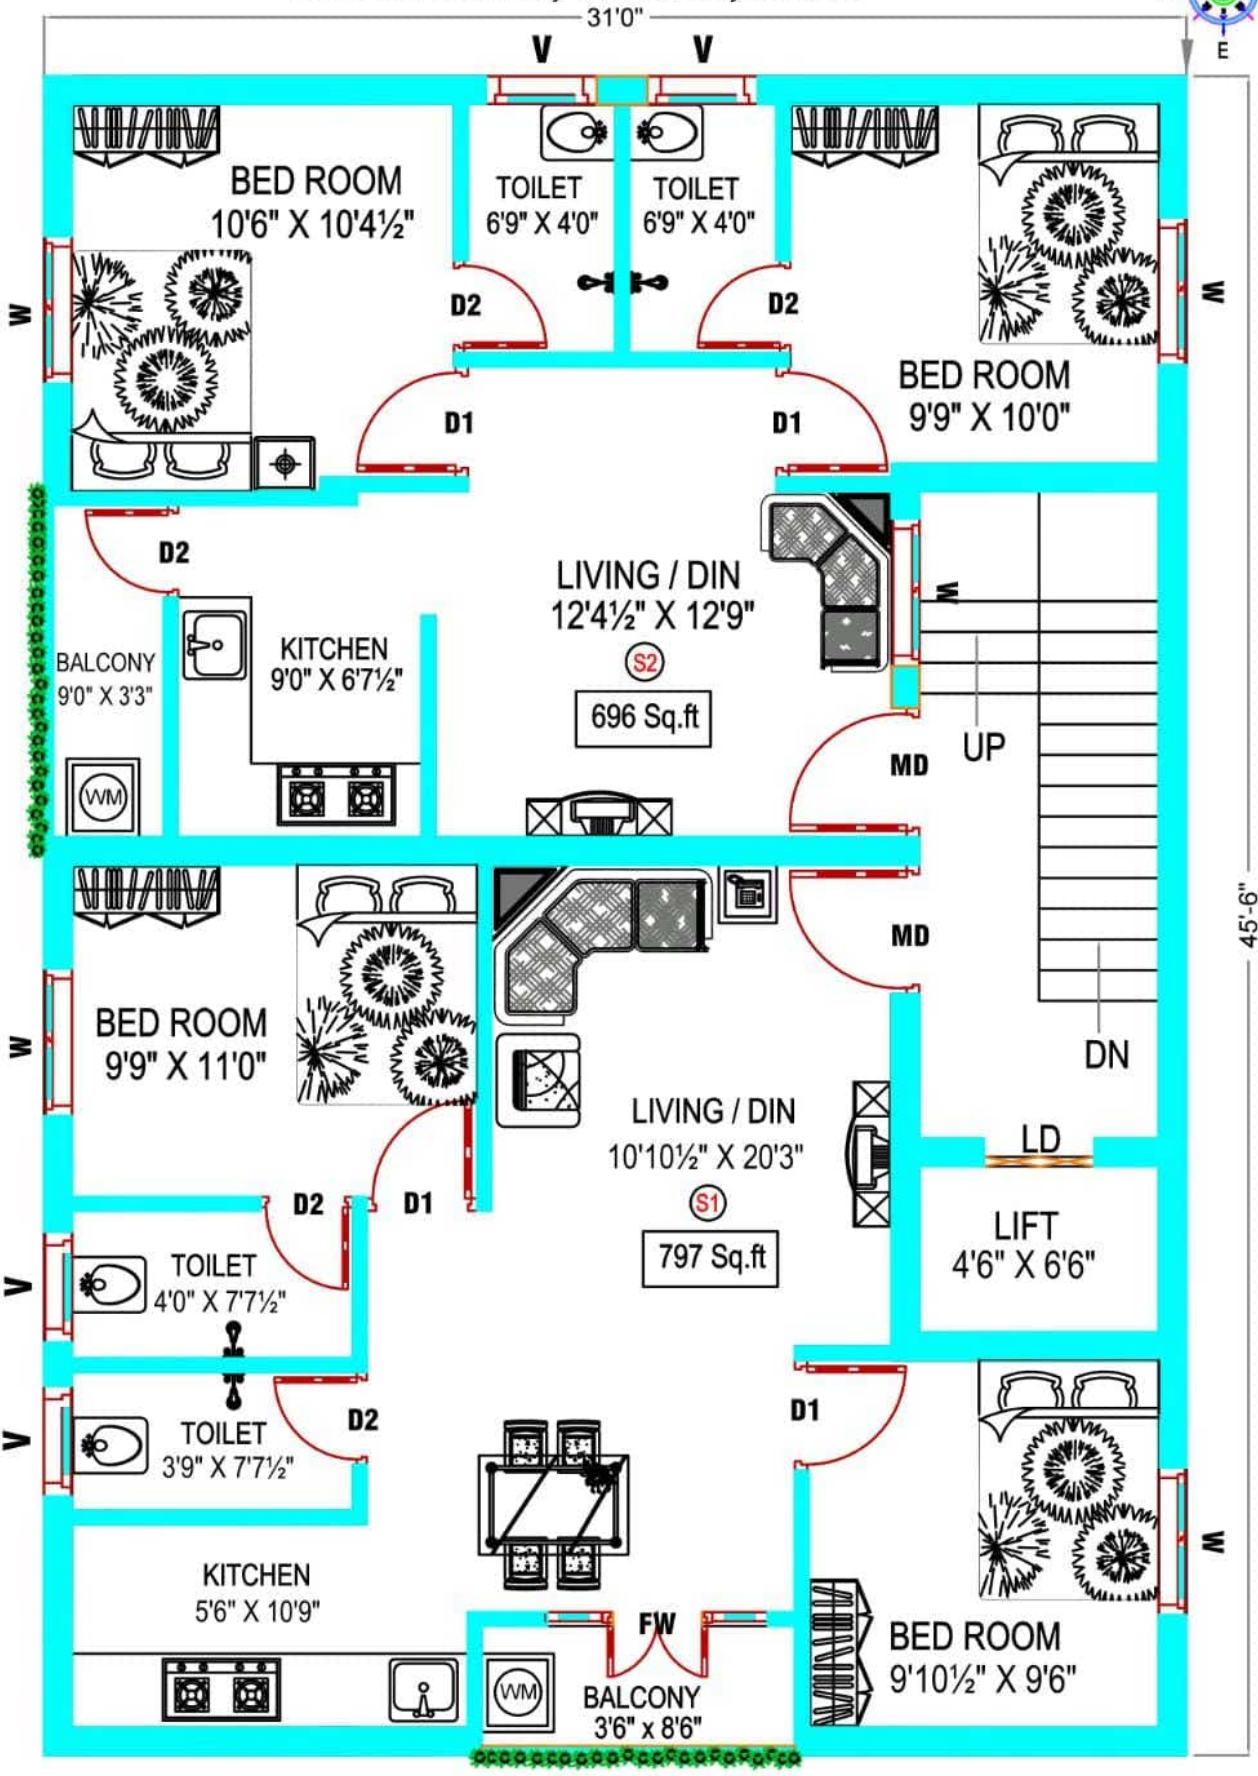 31'0"
E
V
V
BED ROOM
10'6" X 10'4½"
TOILET
6'9" X 4'0"
TOILET
6'9" X 4'0"
W
D2
D2
W
BED ROOM
9'9" X 10'0"
D1
D1
D2
LIVING / DIN
12'4½" X 12'9"
S2
696 Sq.ft
W
KITCHEN
9'0" X 6'7½"
BALCONY
9'0" X 3'3"
WM
UP
MD
MD
45'-6"
BED ROOM
9'9" X 11'0"
W
DN
LIVING / DIN
10'10½" X 20'3"
S1
797 Sq.ft
LD
D2
D1
LIFT
4'6" X 6'6"
TOILET
4'0" X 7'7½"
V
TOILET
3'9" X 7'7½"
V
D2
D1
W
KITCHEN
5'6" X 10'9"
FW
WM
BALCONY
3'6" x 8'6"
BED ROOM
9'10½" X 9'6"